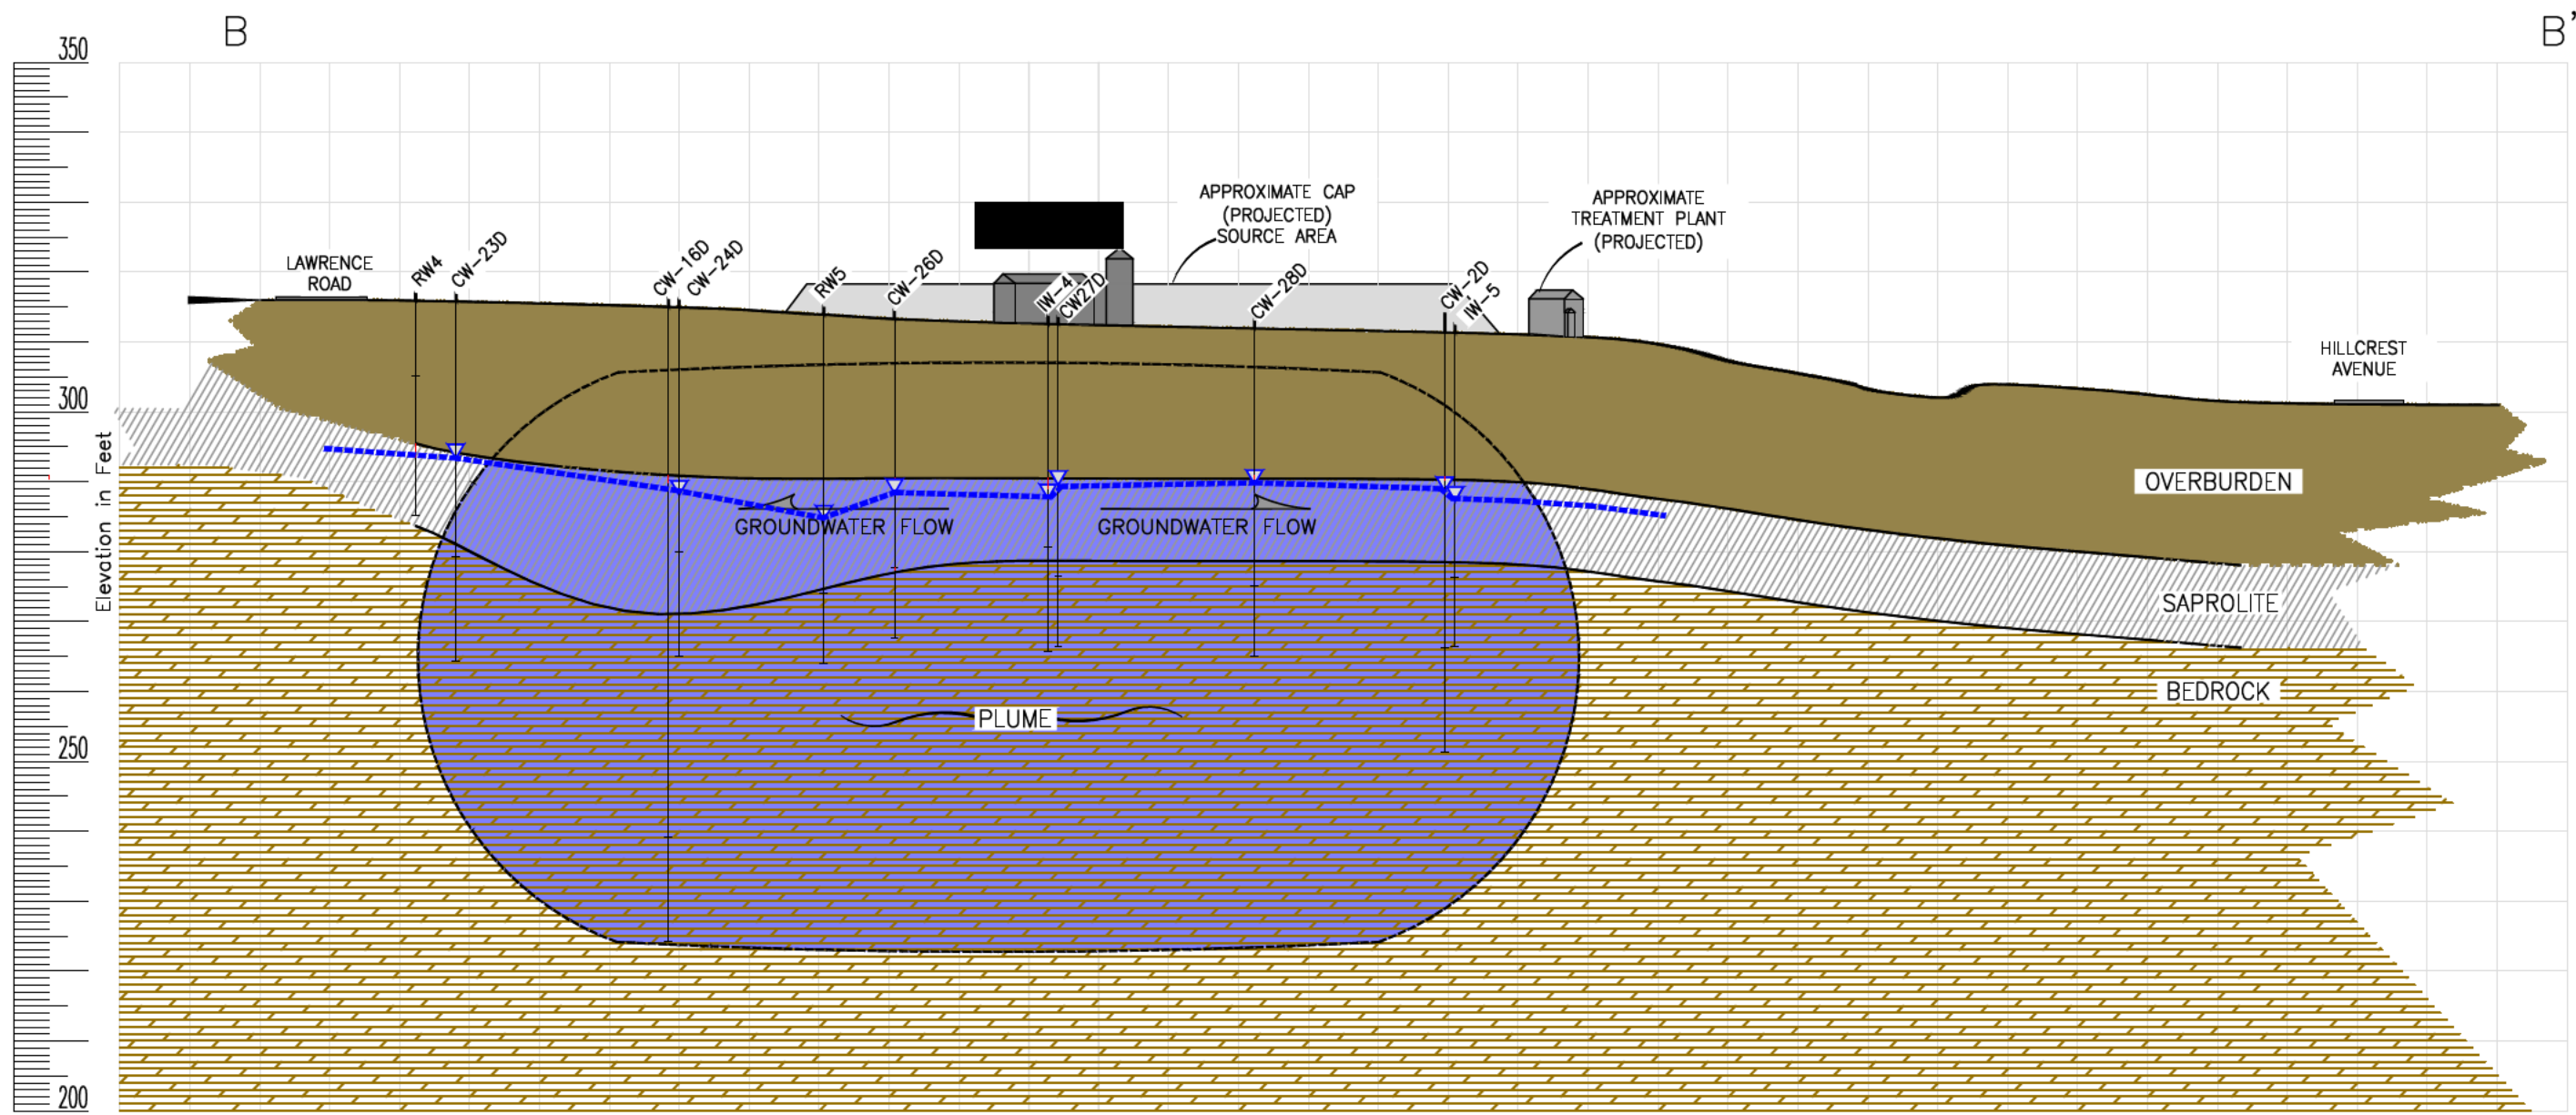 B
B'
350
300
250
200
Elevation in Feet
LAWRENCE
ROAD
RW4
CW-23D
CW-16D
CW-24D
RW5
CW-26D
IW-4
CW27D
APPROXIMATE CAP
(PROJECTED)
SOURCE AREA
CW-28D
CW-2D
IW-5
APPROXIMATE
TREATMENT PLANT
(PROJECTED)
HILLCREST
AVENUE
GROUNDWATER FLOW
GROUNDWATER FLOW
OVERBURDEN
SAPROLITE
BEDROCK
PLUME